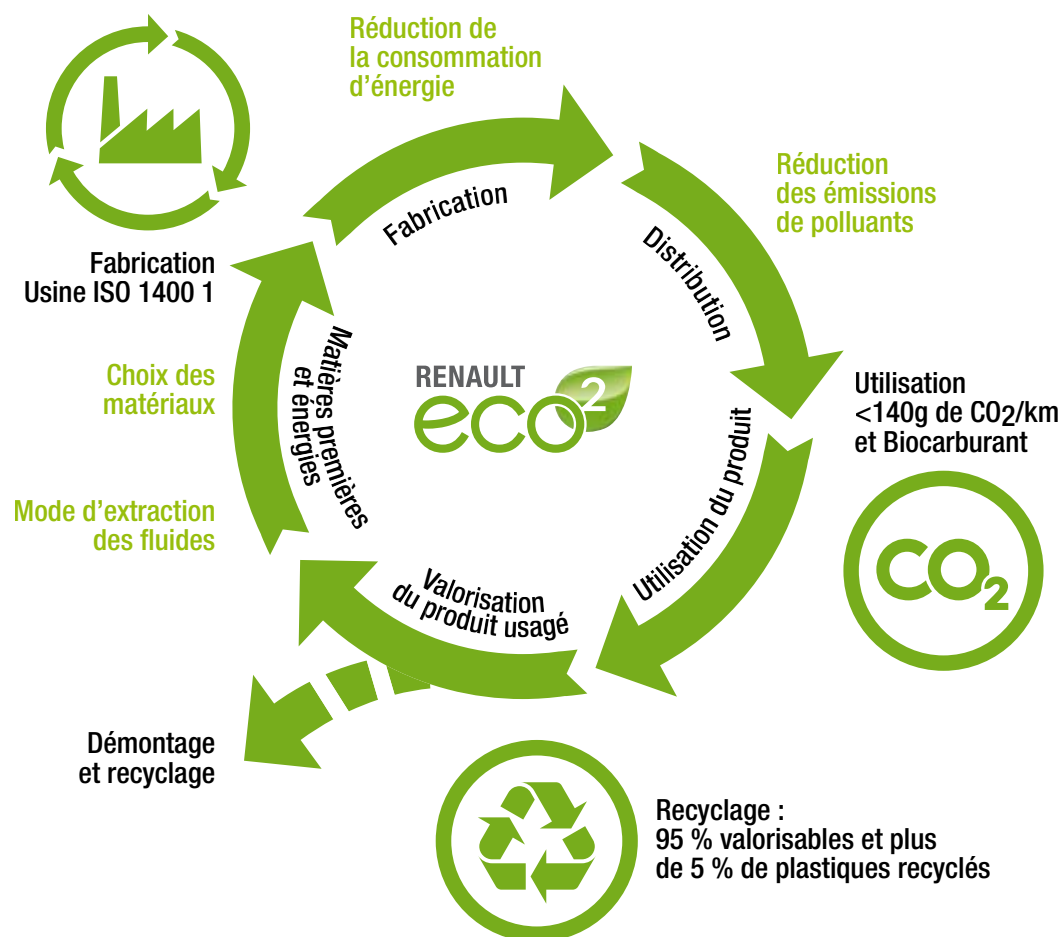 Réduction de
la consommation
d'énergie
Réduction
des émissions
de polluants
Fabrication
Distribution
Fabrication
Usine ISO 1400 1
Choix des
matériaux
Matières premières
et énergies
RENAULT
eco2
Utilisation
<140g de CO2/km
et Biocarburant
Utilisation du produit
CO2
Mode d'extraction
des fluides
Valorisation
du produit usagé
Démontage
et recyclage
Recyclage :
95 % valorisables et plus
de 5 % de plastiques recyclés